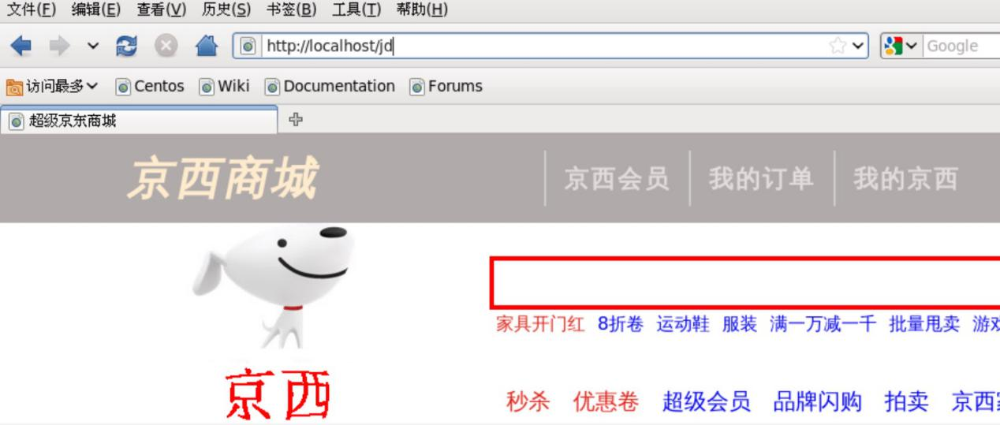 文件(F) 编辑(E) 查看(V) 历史(S) 书签(B) 工具(T) 帮助(H)
http://localhost/jd
Google
访问最多 Centos Wiki Documentation Forums
超级京东商城
京西商城 京西会员 我的订单 我的京西
家具开门红 8折卷 运动鞋 服装 满一万减一千 批量甩卖 游戏
京西
秒杀 优惠卷 超级会员 品牌闪购 拍卖 京西